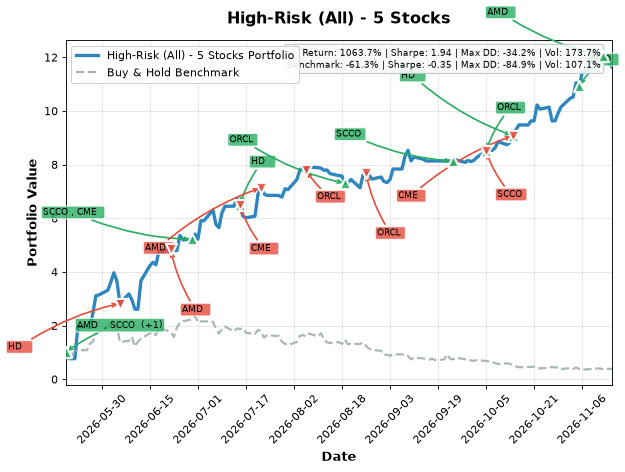 High-Risk (All) - 5 Stocks
AMD
High-Risk (All) - 5 Stocks Portfolio
Buy & Hold Benchmark
Return: 1063.7% | Sharpe: 1.94 | Max DD: -34.2% | Vol: 173.7%
Benchmark: -61.3% | Sharpe: -0.35 | Max DD: -84.9% | Vol: 107.1%
HD
ORCL
SCCO
ORCL
HD
SCCO , CME
AMD
CME
ORCL
ORCL
CME
SCCO
AMD
AMD , SCCO (+1)
HD
Portfolio Value
12
10
8
6
4
2
0
2026-05-30
2026-06-15
2026-07-01
2026-07-17
2026-08-02
2026-08-18
2026-09-03
2026-09-19
2026-10-05
2026-10-21
2026-11-06
Date